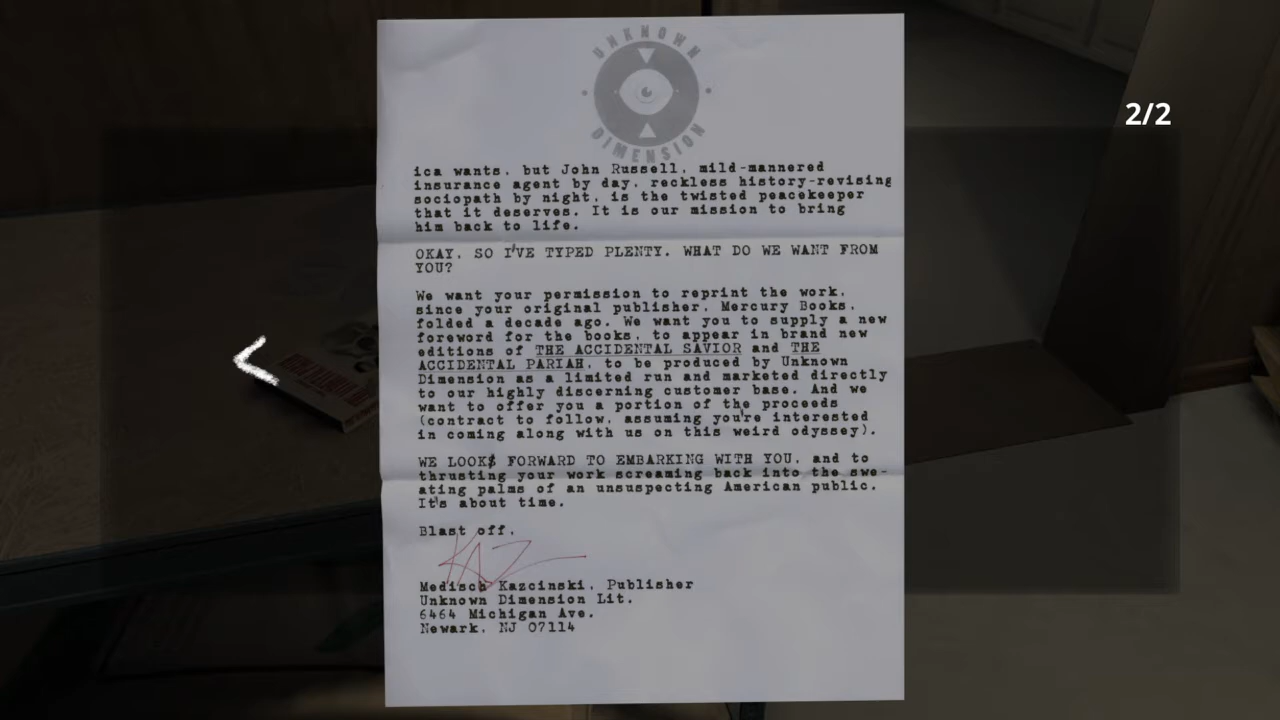 UNKNOWN
DIMENSION
2/2
ica wants, but John Russell, mild-mannered
insurance agent by day, reckless history-revising
sociopath by night, is the twisted peacekeeper
that it deserves. It is our mission to bring
him back to life.
OKAY, SO I'VE TYPED PLENTY. WHAT DO WE WANT FROM
YOU?
We want your permission to reprint the work,
since your original publisher, Mercury Books,
folded a decade ago. We want you to supply a new
foreword for the books, to appear in brand new
editions of THE ACCIDENTAL SAVIOR and THE
ACCIDENTAL PARIAH, to be produced by Unknown
Dimension as a limited run and marketed directly
to our highly discerning customer base. And we
want to offer you a portion of the proceeds
(contract to follow, assuming you're interested
in coming along with us on this weird odyssey).
WE LOOK$ FORWARD TO EMBARKING WITH YOU, and to
thrusting your work screaming back into the swe-
ating palms of an unsuspecting American public.
It's about time.
Blast off,
KAZ
Medisch Kazcinski, Publisher
Unknown Dimension Lit.
6464 Michigan Ave.
Newark, NJ 07114